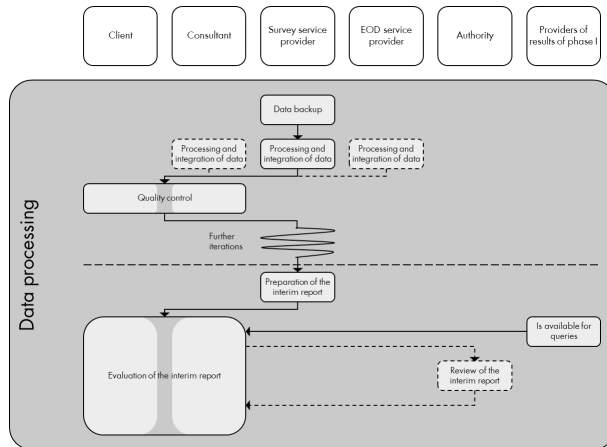 Client
Consultant
Survey service
provider
EOD service
provider
Authority
Providers of
results of phase I
Data processing
Data backup
Processing and
integration of data
Processing and
integration of data
Processing and
integration of data
Quality control
Further
iterations
Preparation of the
interim report
Is available for
queries
Evaluation of the interim report
Review of the
interim report